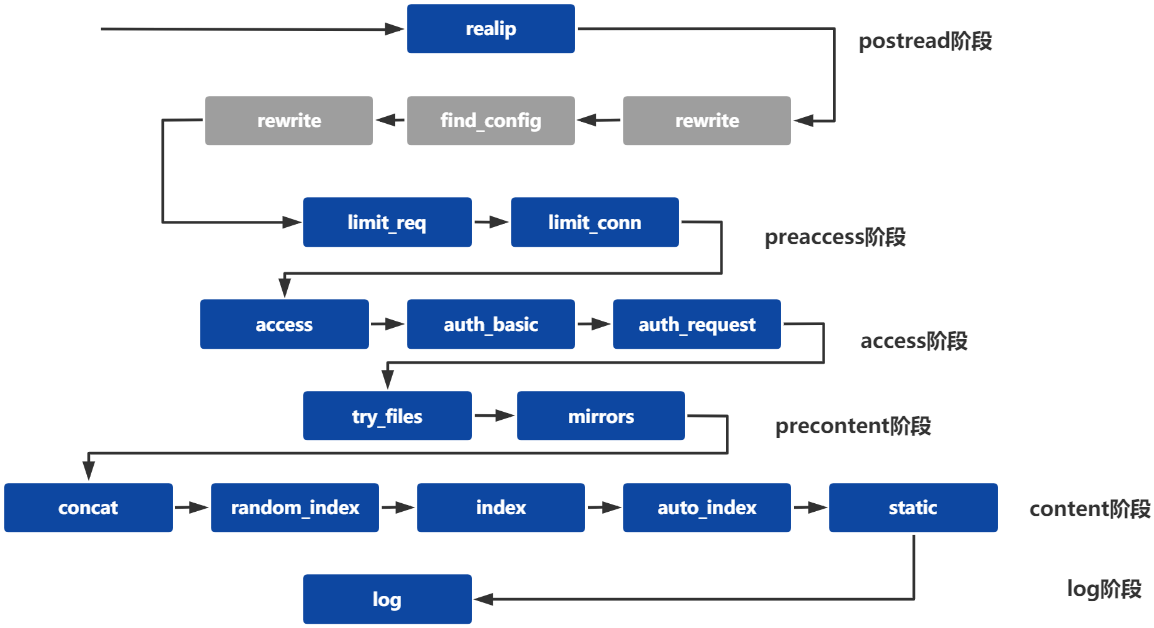 realip
postread阶段
rewrite find_config rewrite
limit_req limit_conn
preaccess阶段
access auth_basic auth_request
access阶段
try_files mirrors
precontent阶段
concat random_index index auto_index static
content阶段
log阶段
log